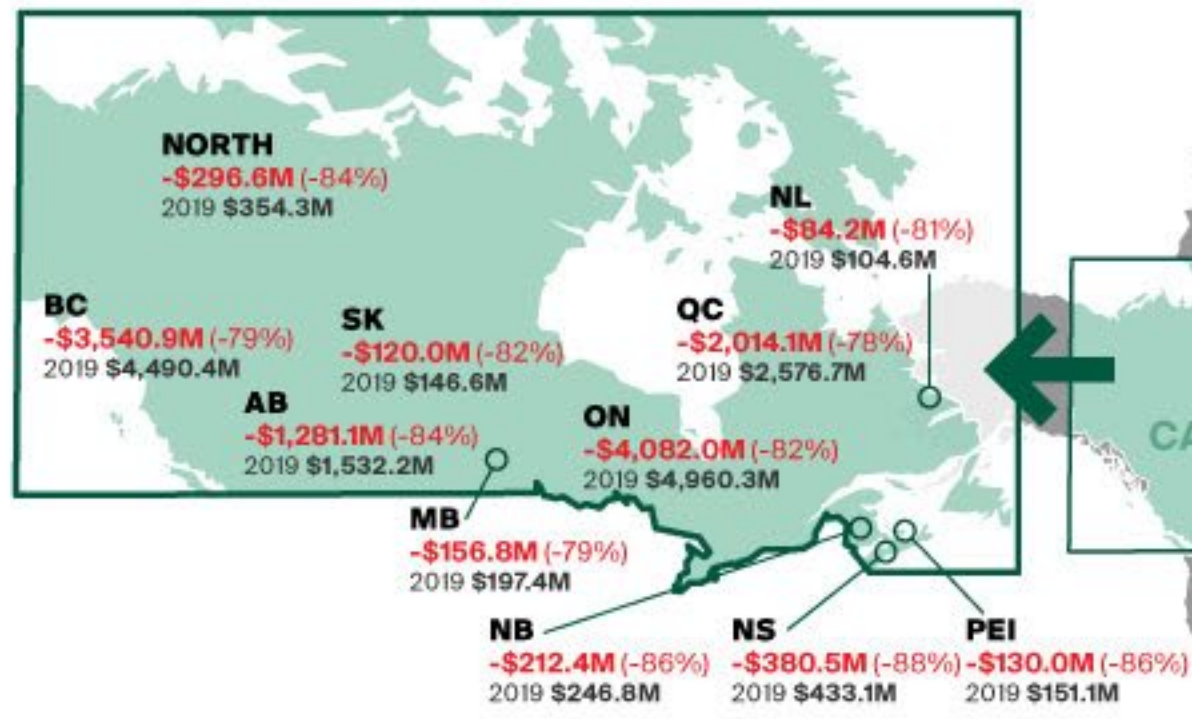 NORTH
-$296.6M (-84%)
2019 $354.3M
NL
-$84.2M (-81%)
2019 $104.6M
BC
-$3,540.9M (-79%)
2019 $4,490.4M
SK
-$120.0M (-82%)
2019 $146.6M
QC
-$2,014.1M (-78%)
2019 $2,576.7M
AB
-$1,281.1M (-84%)
2019 $1,532.2M
ON
-$4,082.0M (-82%)
2019 $4,960.3M
CA
MB
-$156.8M (-79%)
2019 $197.4M
NB
-$212.4M (-86%)
2019 $246.8M
NS
-$380.5M (-88%)
2019 $433.1M
PEI
-$130.0M (-86%)
2019 $151.1M